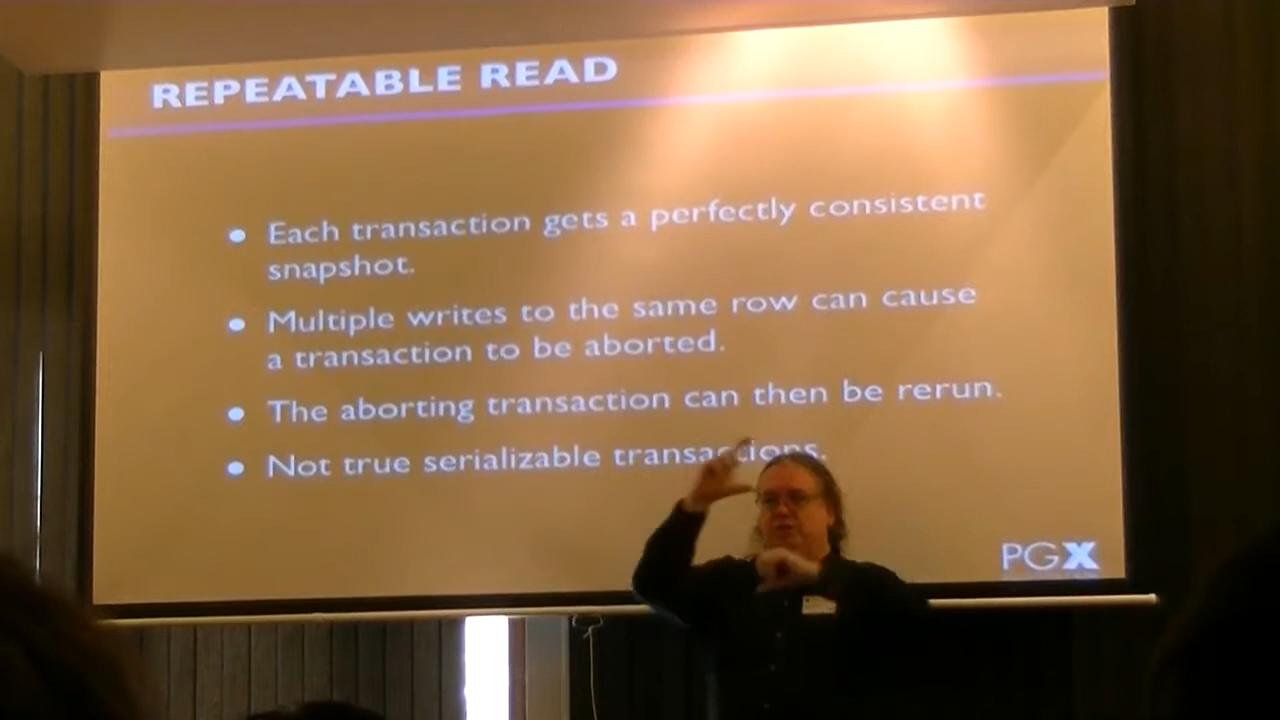 REPEATABLE READ
• Each transaction gets a perfectly consistent
snapshot.
• Multiple writes to the same row can cause
a transaction to be aborted.
• The aborting transaction can then be rerun.
• Not true serializable transactions.
PGX